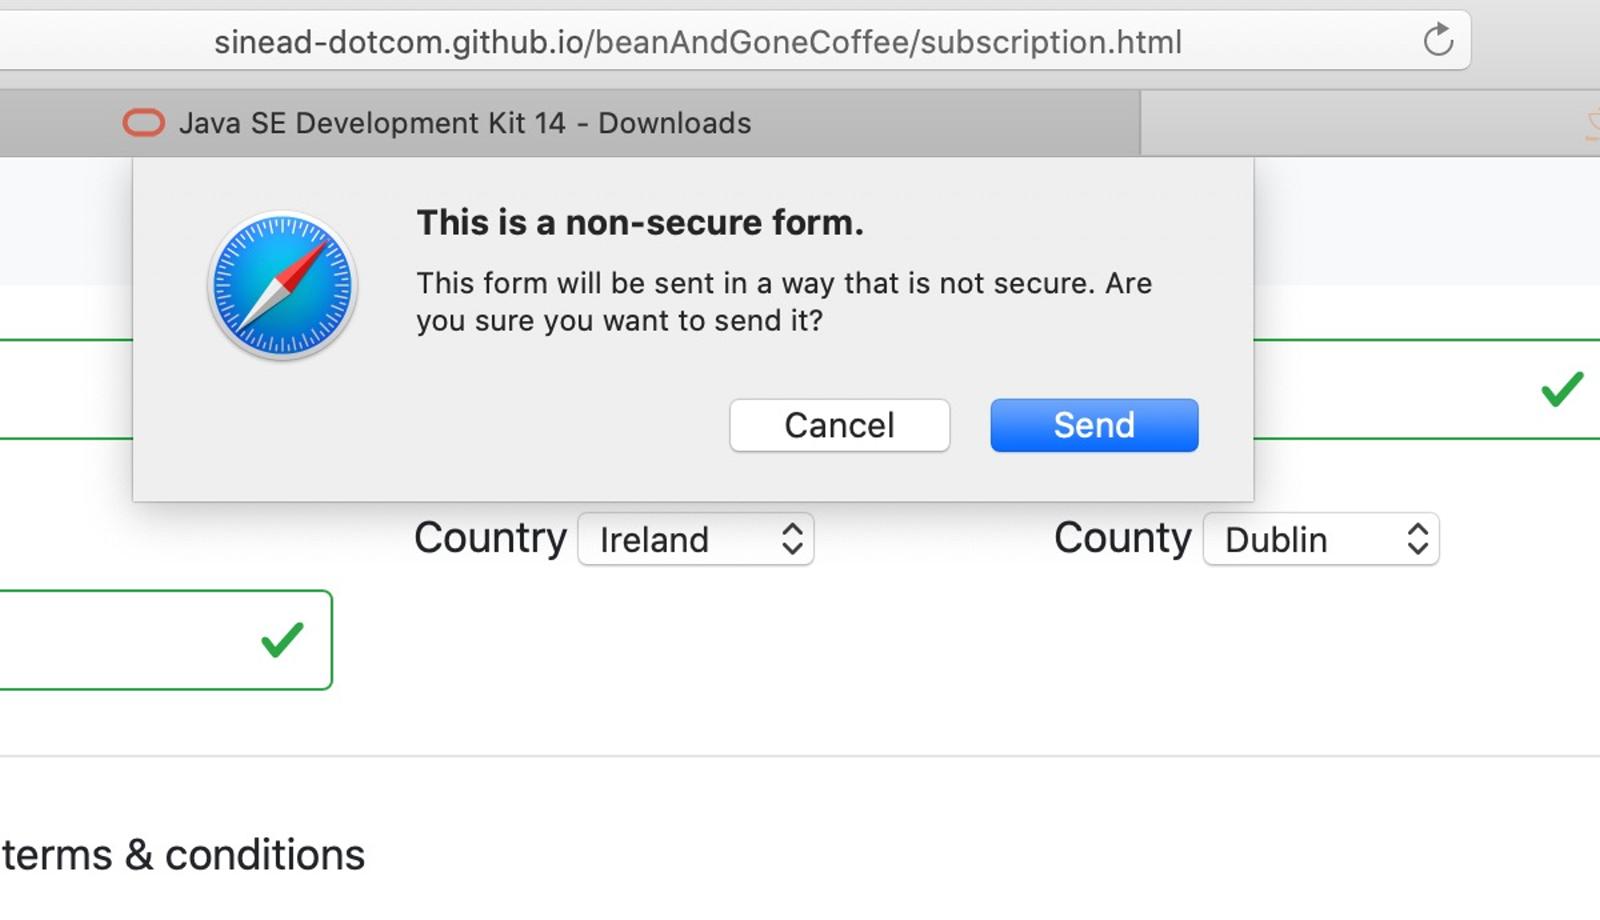 sinead-dotcom.github.io/beanAndGoneCoffee/subscription.html
Java SE Development Kit 14 - Downloads
This is a non-secure form.
This form will be sent in a way that is not secure. Are
you sure you want to send it?
Cancel Send
Country Ireland County Dublin
terms & conditions